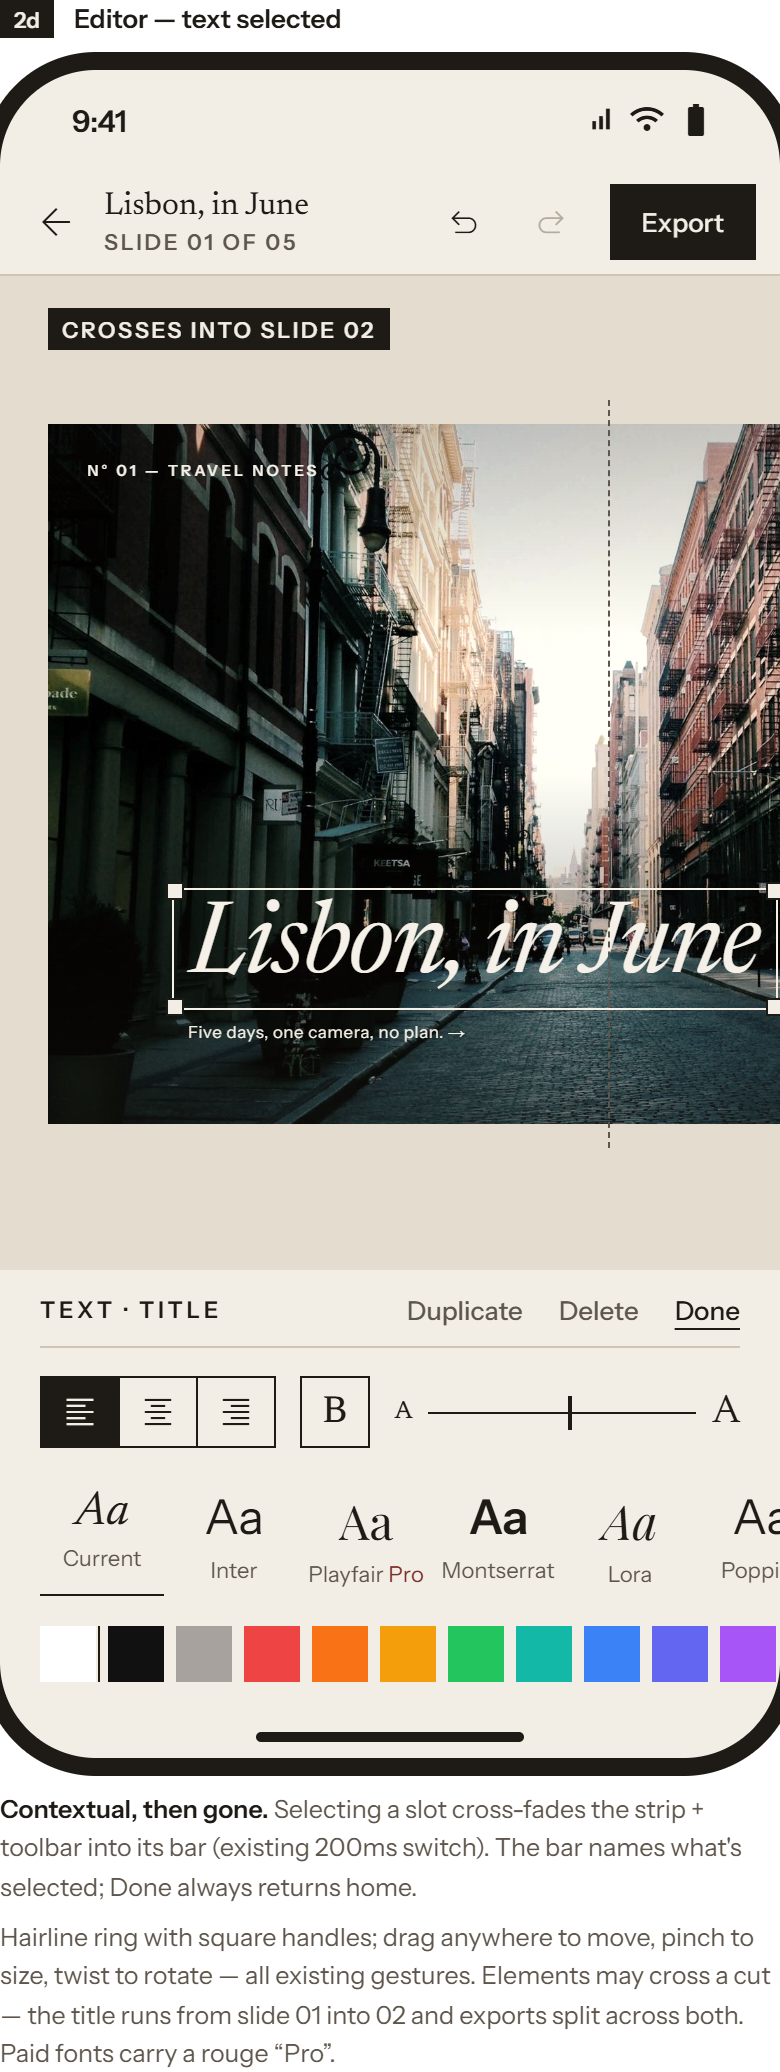 2d Editor — text selected
9:41
Lisbon, in June
SLIDE 01 OF 05
Export
CROSSES INTO SLIDE 02
N° 01 — TRAVEL NOTES
ade
RU
KEETSA
Lisbon, in June
Five days, one camera, no plan. →
TEXT · TITLE Duplicate Delete Done
B A A
Aa Aa Aa Aa Aa Aa
Current Inter Playfair Pro Montserrat Lora Poppi
Contextual, then gone. Selecting a slot cross-fades the strip +
toolbar into its bar (existing 200ms switch). The bar names what's
selected; Done always returns home.
Hairline ring with square handles; drag anywhere to move, pinch to
size, twist to rotate — all existing gestures. Elements may cross a cut
— the title runs from slide 01 into 02 and exports split across both.
Paid fonts carry a rouge “Pro”.